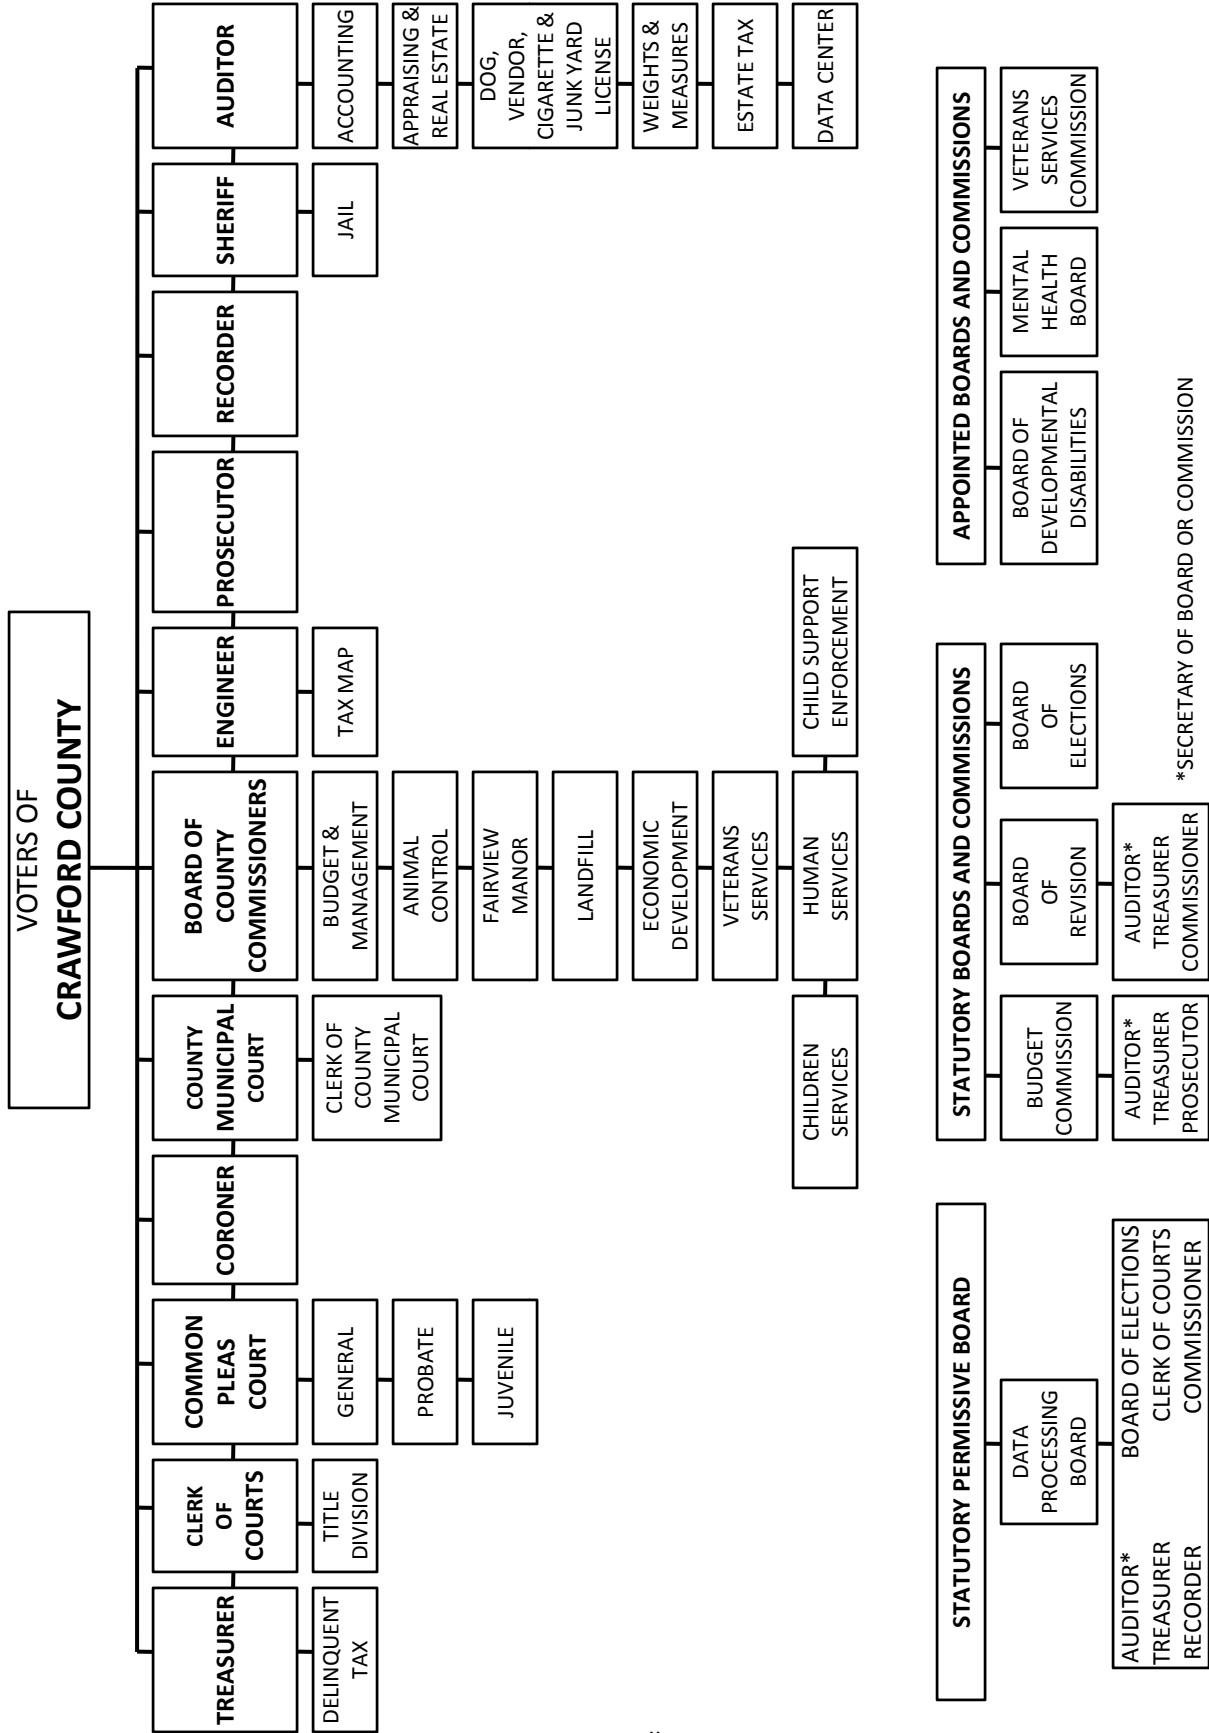 VOTERS OF
CRAWFORD COUNTY
TREASURER
DELINQUENT
TAX
CLERK
OF
COURTS
TITLE
DIVISION
COMMON
PLEAS
COURT
GENERAL
PROBATE
JUVENILE
CORONER
COUNTY
MUNICIPAL
COURT
CLERK OF
COUNTY
MUNICIPAL
COURT
BOARD OF
COUNTY
COMMISSIONERS
BUDGET &
MANAGEMENT
ANIMAL
CONTROL
FAIRVIEW
MANOR
LANDFILL
ECONOMIC
DEVELOPMENT
VETERANS
SERVICES
CHILDREN
SERVICES
HUMAN
SERVICES
CHILD SUPPORT
ENFORCEMENT
ENGINEER
TAX MAP
PROSECUTOR
RECORDER
SHERIFF
JAIL
AUDITOR
ACCOUNTING
APPRAISING &
REAL ESTATE
DOG,
VENDOR,
CIGARETTE &
JUNK YARD
LICENSE
WEIGHTS &
MEASURES
ESTATE TAX
DATA CENTER
STATUTORY PERMISSIVE BOARD
DATA
PROCESSING
BOARD
AUDITOR* BOARD OF ELECTIONS
TREASURER CLERK OF COURTS
RECORDER COMMISSIONER
STATUTORY BOARDS AND COMMISSIONS
BUDGET
COMMISSION
AUDITOR*
TREASURER
PROSECUTOR
BOARD
OF
REVISION
AUDITOR*
TREASURER
COMMISSIONER
BOARD
OF
ELECTIONS
APPOINTED BOARDS AND COMMISSIONS
BOARD OF
DEVELOPMENTAL
DISABILITIES
MENTAL
HEALTH
BOARD
VETERANS
SERVICES
COMMISSION
*SECRETARY OF BOARD OR COMMISSION